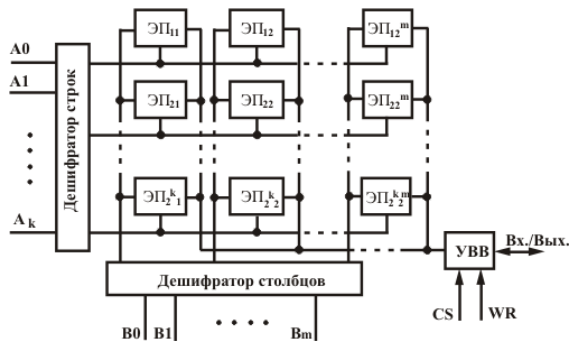 ЭП₁₁ ЭП₁₂ ЭП₁₂ᵐ
A0
A1
ЭП₂₁ ЭП₂₂ ЭП₂₂ᵐ
Дешифратор строк
ЭП₂ᵏ₁ ЭП₂ᵏ₂ ЭП₂ᵏ₂ᵐ
Aₖ
УВВ Вх./Вых.
Дешифратор столбцов
CS WR
B0 B1 Bm